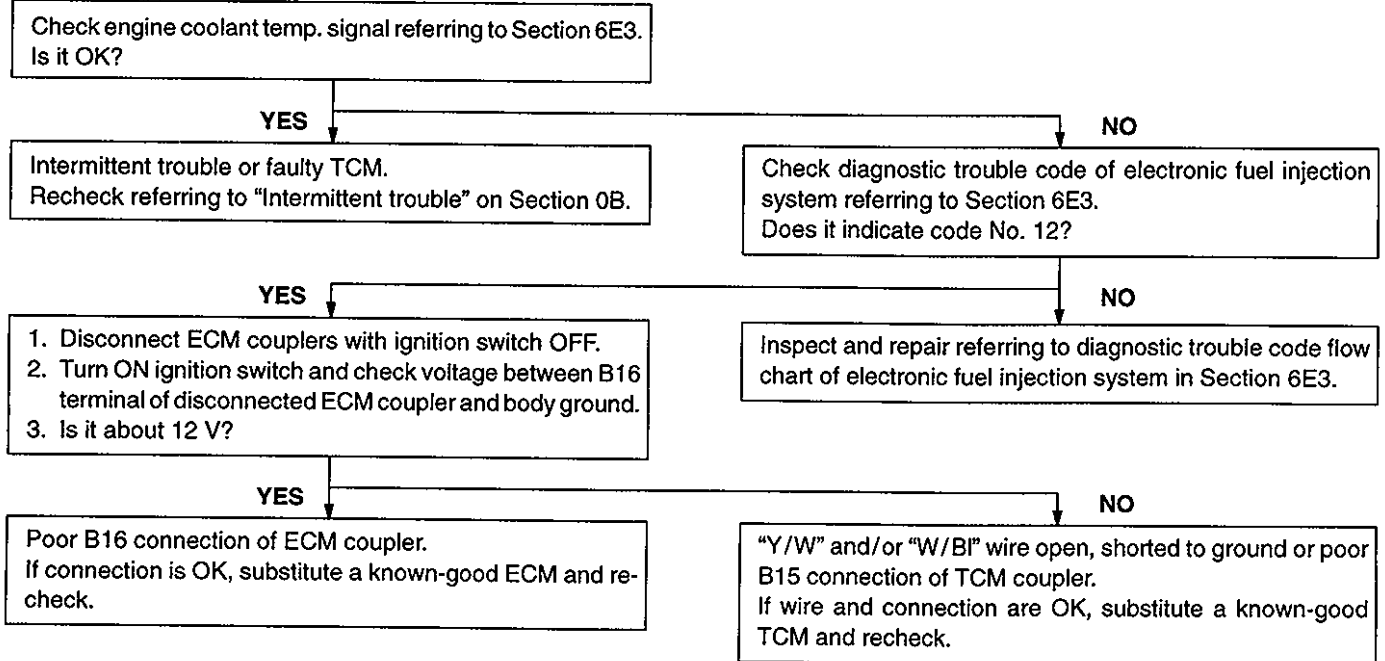 Check engine coolant temp. signal referring to Section 6E3.
Is it OK?
YES
NO
Intermittent trouble or faulty TCM.
Recheck referring to “Intermittent trouble” on Section 0B.
Check diagnostic trouble code of electronic fuel injection
system referring to Section 6E3.
Does it indicate code No. 12?
YES
NO
1. Disconnect ECM couplers with ignition switch OFF.
2. Turn ON ignition switch and check voltage between B16
terminal of disconnected ECM coupler and body ground.
3. Is it about 12 V?
Inspect and repair referring to diagnostic trouble code flow
chart of electronic fuel injection system in Section 6E3.
YES
NO
Poor B16 connection of ECM coupler.
If connection is OK, substitute a known-good ECM and re-
check.
“Y/W” and/or “W/Bl” wire open, shorted to ground or poor
B15 connection of TCM coupler.
If wire and connection are OK, substitute a known-good
TCM and recheck.